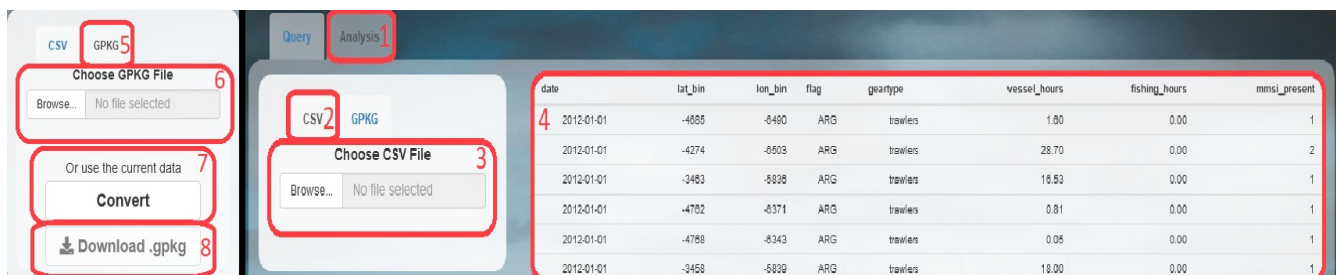 CSV GPKG 5
Choose GPKG File 6
Browse... No file selected
Or use the current data 7
Convert
Download .gpkg 8
Query Analysis 1
CSV 2 GPKG
Choose CSV File 3
Browse... No file selected
4
date lat_bin lon_bin flag geartype vessel_hours fishing_hours mmsi_present
2012-01-01 -4685 -6490 ARG trawlers 1.60 0.00 1
2012-01-01 -4274 -6503 ARG trawlers 28.70 0.00 2
2012-01-01 -3463 -5836 ARG trawlers 16.53 0.00 1
2012-01-01 -4762 -6371 ARG trawlers 0.81 0.00 1
2012-01-01 -4768 -6343 ARG trawlers 0.05 0.00 1
2012-01-01 -3458 -5839 ARG trawlers 18.00 0.00 1